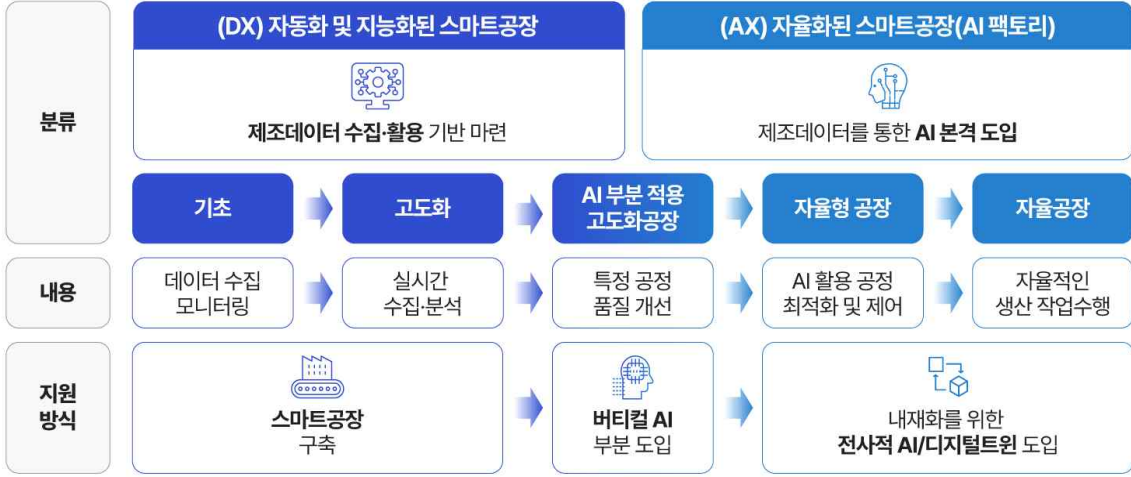 분류
(DX) 자동화 및 지능화된 스마트공장
제조데이터 수집·활용 기반 마련
(AX) 자율화된 스마트공장(AI 팩토리)
제조데이터를 통한 AI 본격 도입
기초
고도화
AI 부분 적용
고도화공장
자율형 공장
자율공장
내용
데이터 수집
모니터링
실시간
수집·분석
특정 공정
품질 개선
AI 활용 공정
최적화 및 제어
자율적인
생산 작업수행
지원
방식
스마트공장
구축
버티컬 AI
부분 도입
내재화를 위한
전사적 AI/디지털트윈 도입